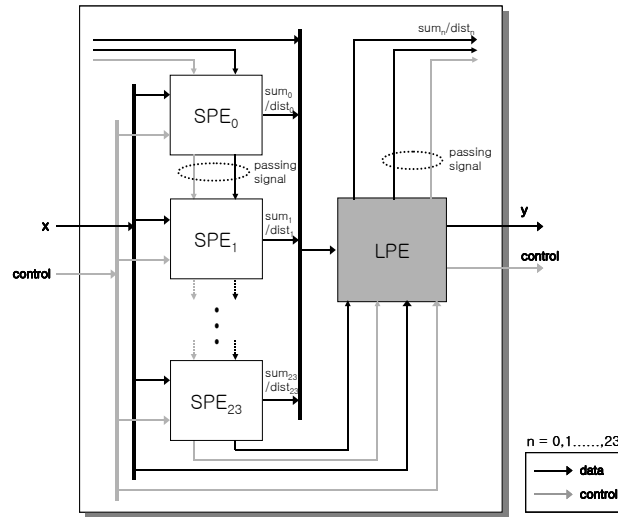 sumₙ/distₙ
sum₀
/dist₀
SPE₀
passing
signal
passing
signal
x
sum₁
/dist₁
SPE₁
LPE
y
control
control
sum₂₃
/dist₂₃
SPE₂₃
n = 0,1......,23
data
control